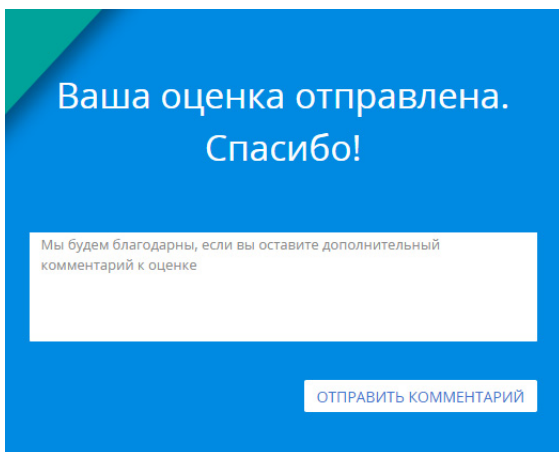 Ваша оценка отправлена.
Спасибо!
Мы будем благодарны, если вы оставите дополнительный
комментарий к оценке
ОТПРАВИТЬ КОММЕНТАРИЙ